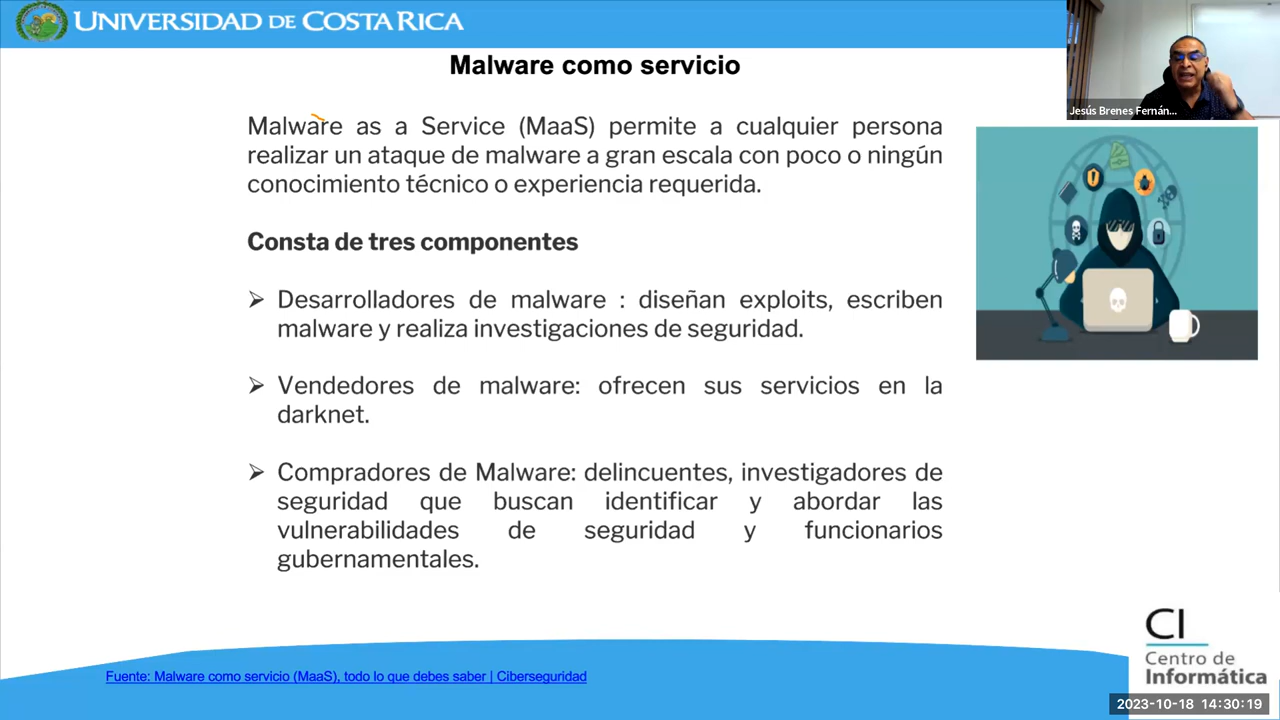 UNIVERSIDAD DE COSTA RICA
Malware como servicio
Jesús Brenes Fernán...
Malware as a Service (MaaS) permite a cualquier persona
realizar un ataque de malware a gran escala con poco o ningún
conocimiento técnico o experiencia requerida.
Consta de tres componentes
➢ Desarrolladores de malware : diseñan exploits, escriben
malware y realiza investigaciones de seguridad.
➢ Vendedores de malware: ofrecen sus servicios en la
darknet.
➢ Compradores de Malware: delincuentes, investigadores de
seguridad que buscan identificar y abordar las
vulnerabilidades de seguridad y funcionarios
gubernamentales.
Fuente: Malware como servicio (MaaS), todo lo que debes saber | Ciberseguridad
CI
Centro de
Informática
2023-10-18 14:30:19